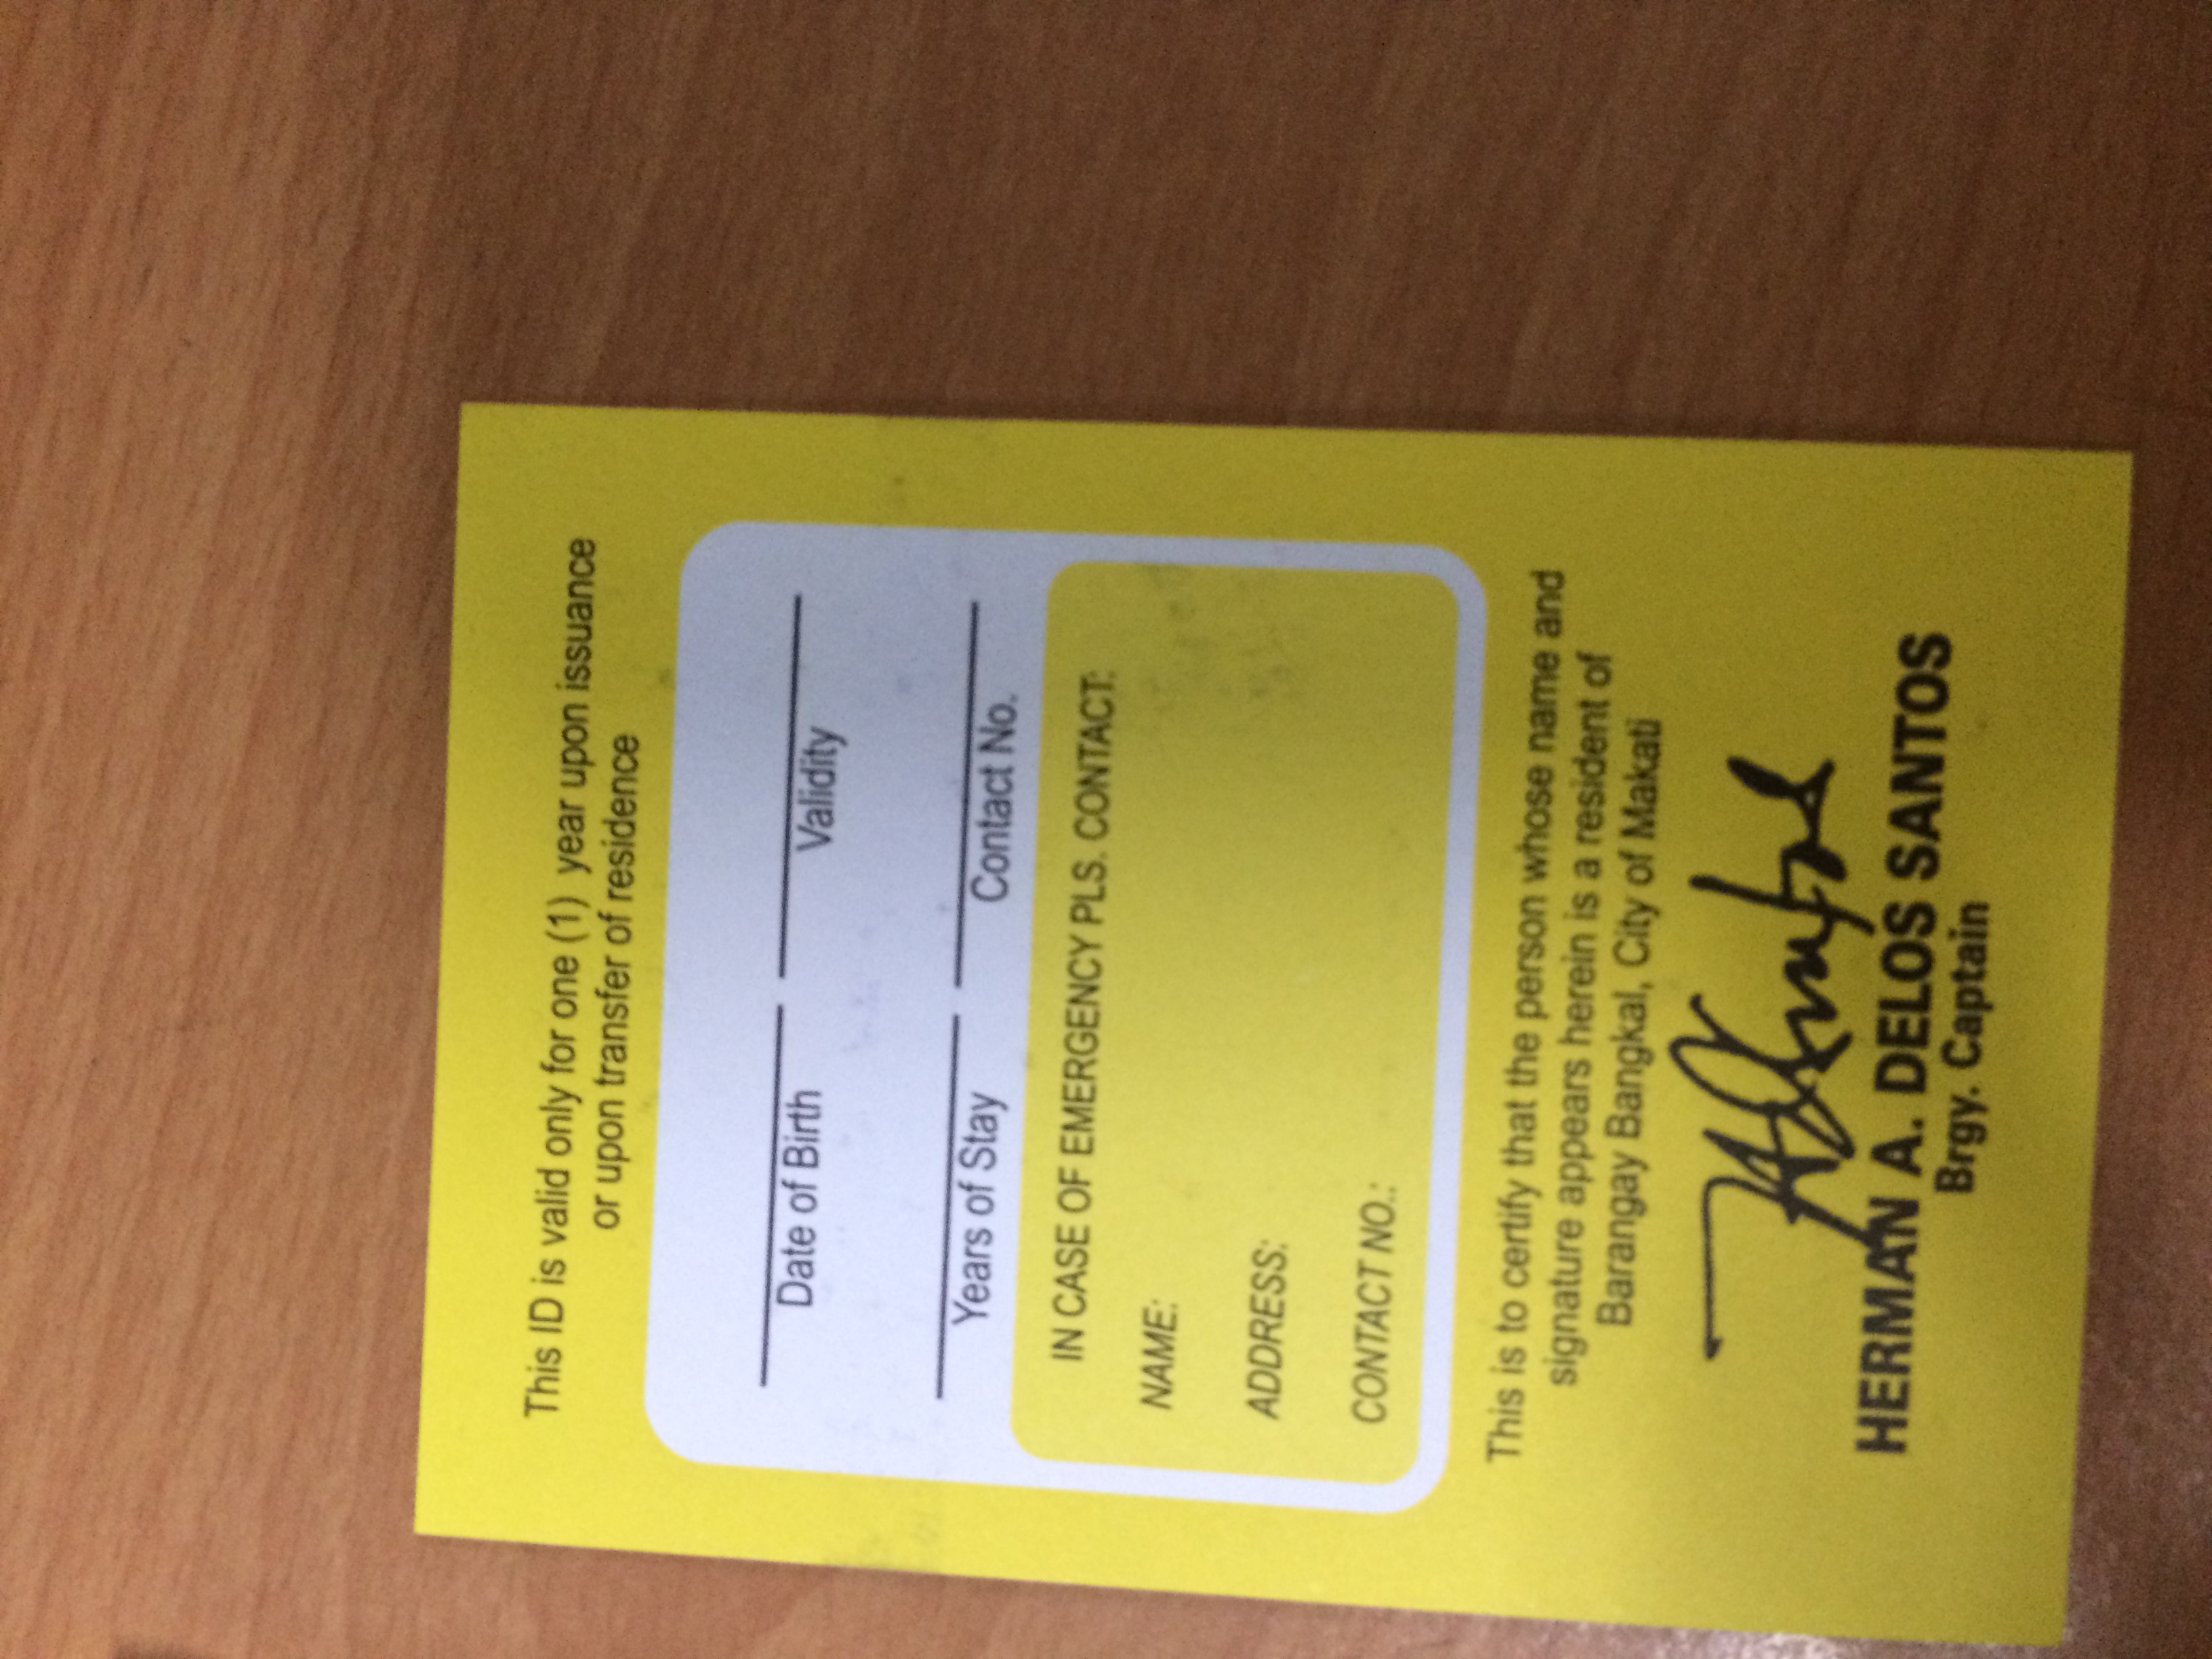 This ID is valid only for one (1) year upon issuance
or upon transfer of residence
Date of Birth Validity
Years of Stay Contact No.
IN CASE OF EMERGENCY PLS. CONTACT:
NAME:
ADDRESS:
CONTACT NO.:
This is to certify that the person whose name and
signature appears herein is a resident of
Barangay Bangkal, City of Makati
HERMAN A. DELOS SANTOS
Brgy. Captain